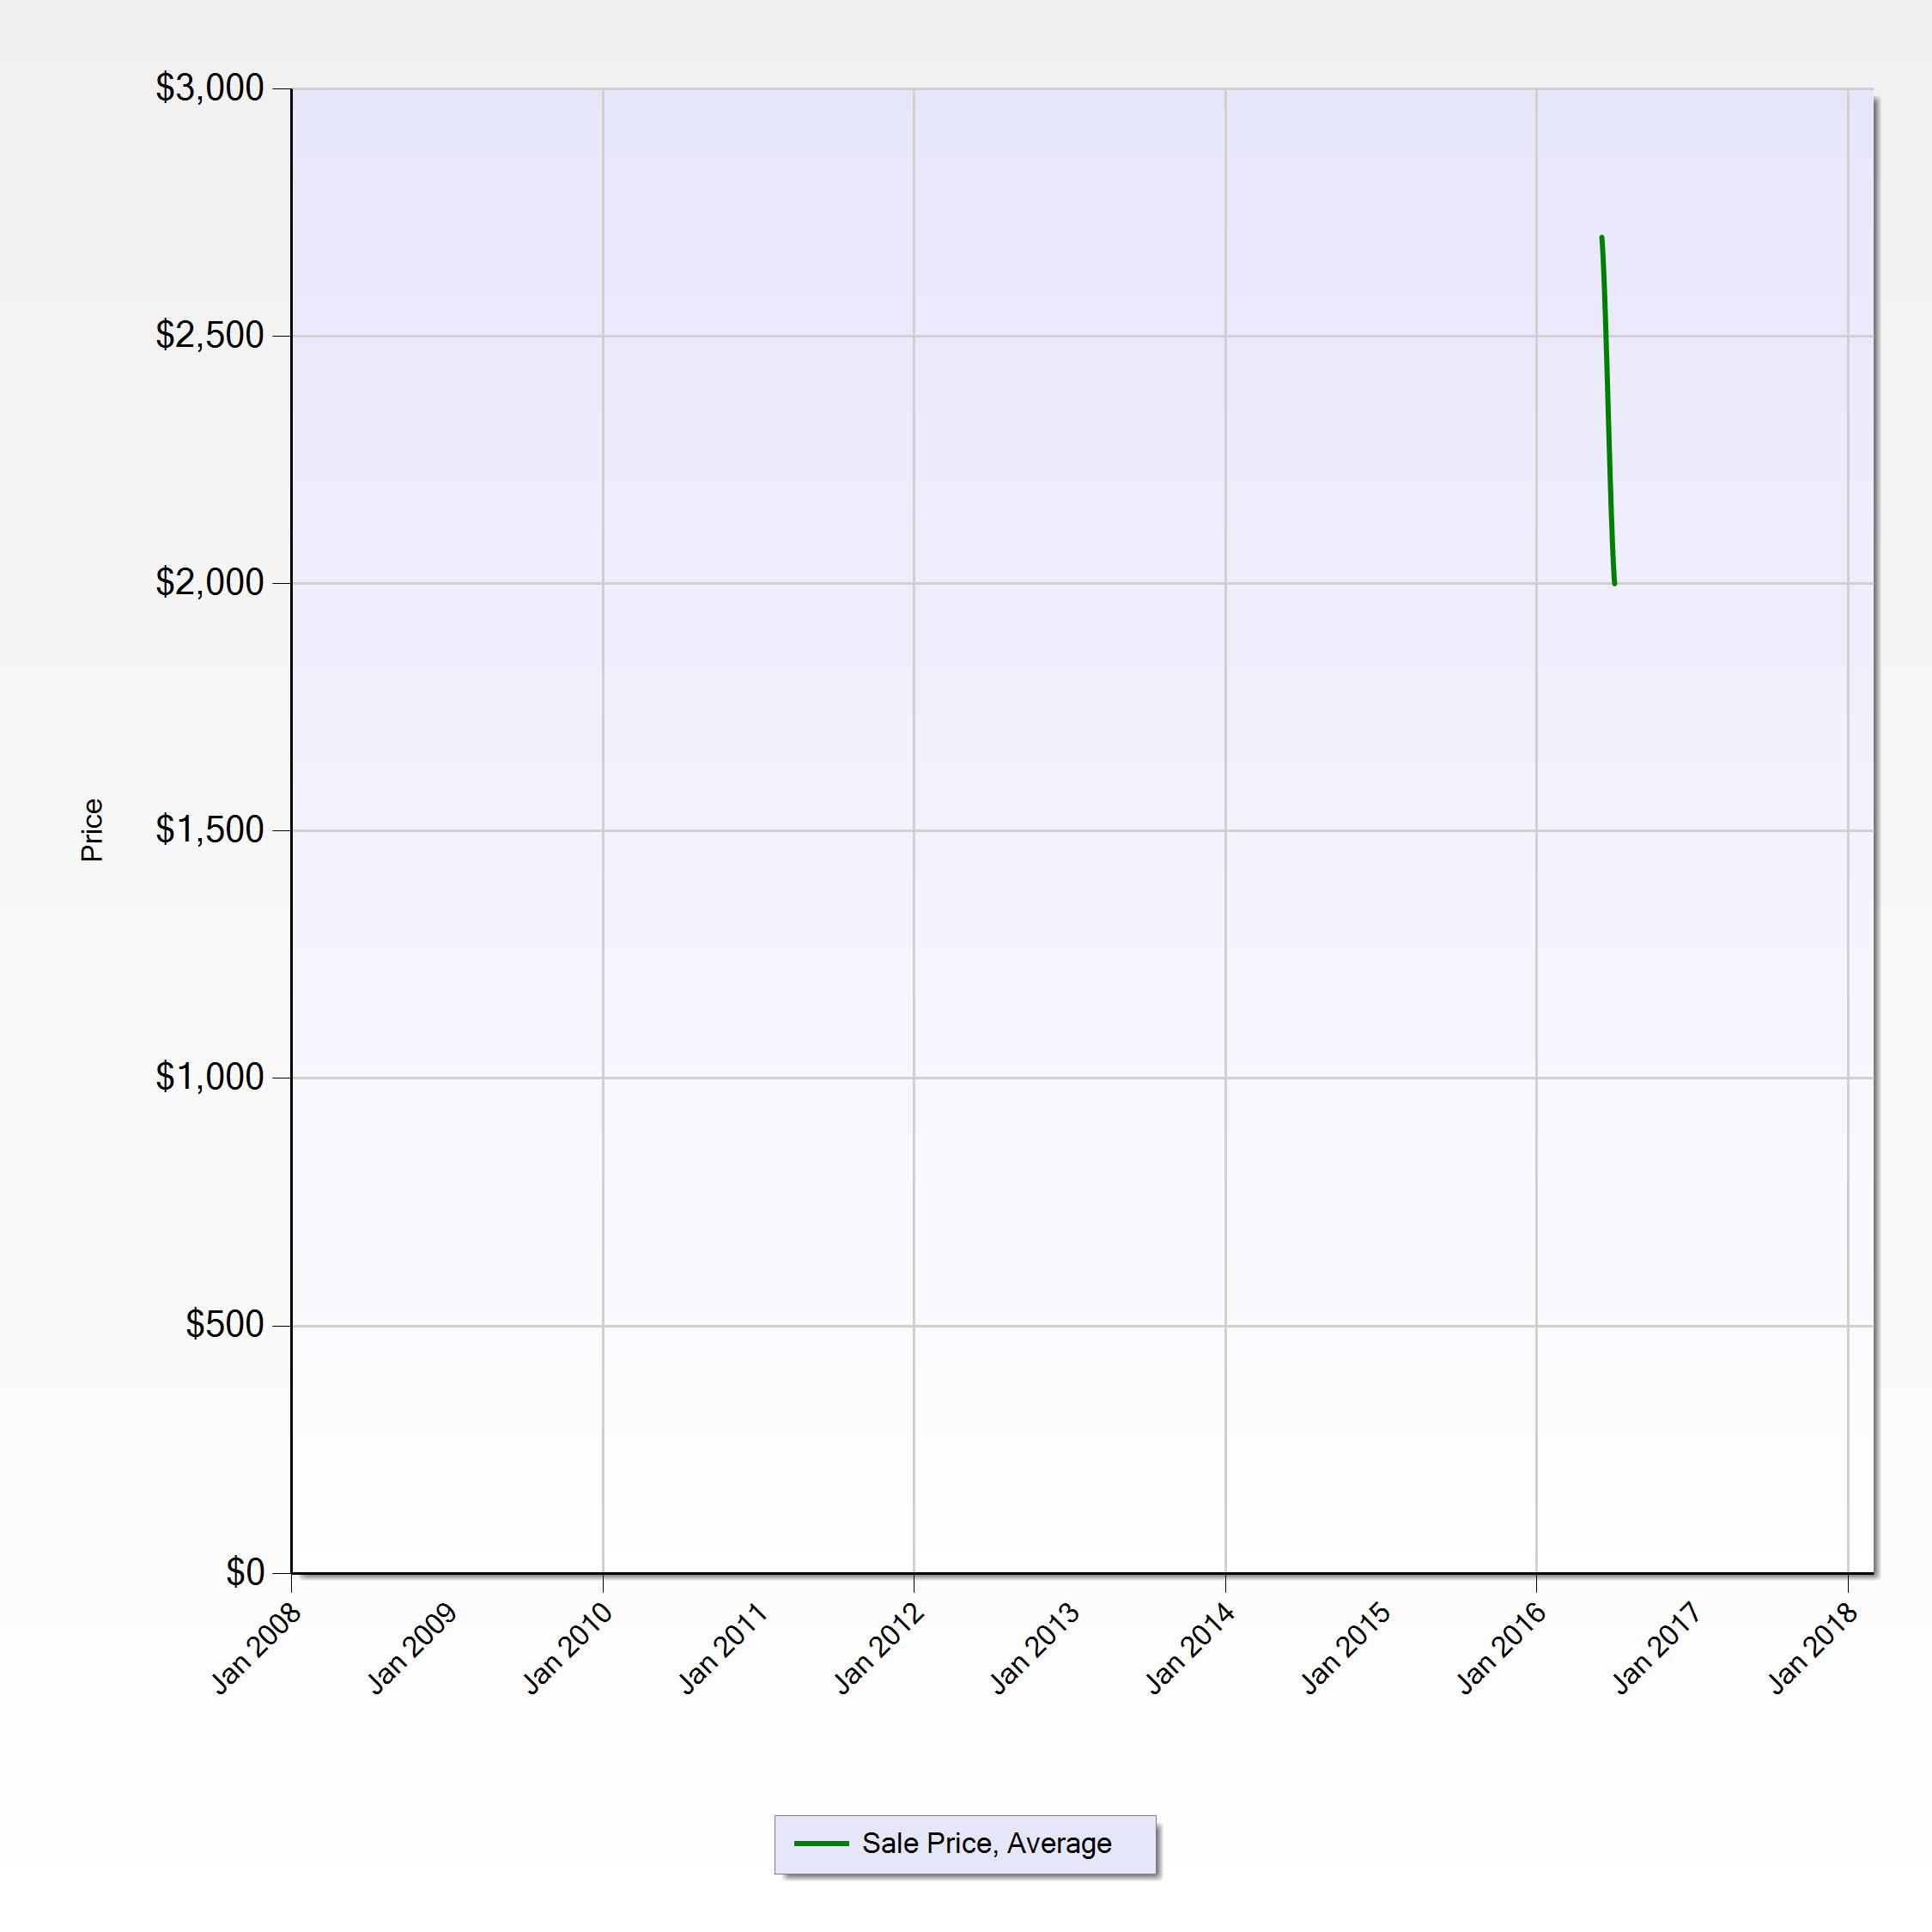 $3,000
$2,500
$2,000
$1,500
$1,000
$500
$0
Price
Jan 2008
Jan 2009
Jan 2010
Jan 2011
Jan 2012
Jan 2013
Jan 2014
Jan 2015
Jan 2016
Jan 2017
Jan 2018
Sale Price, Average